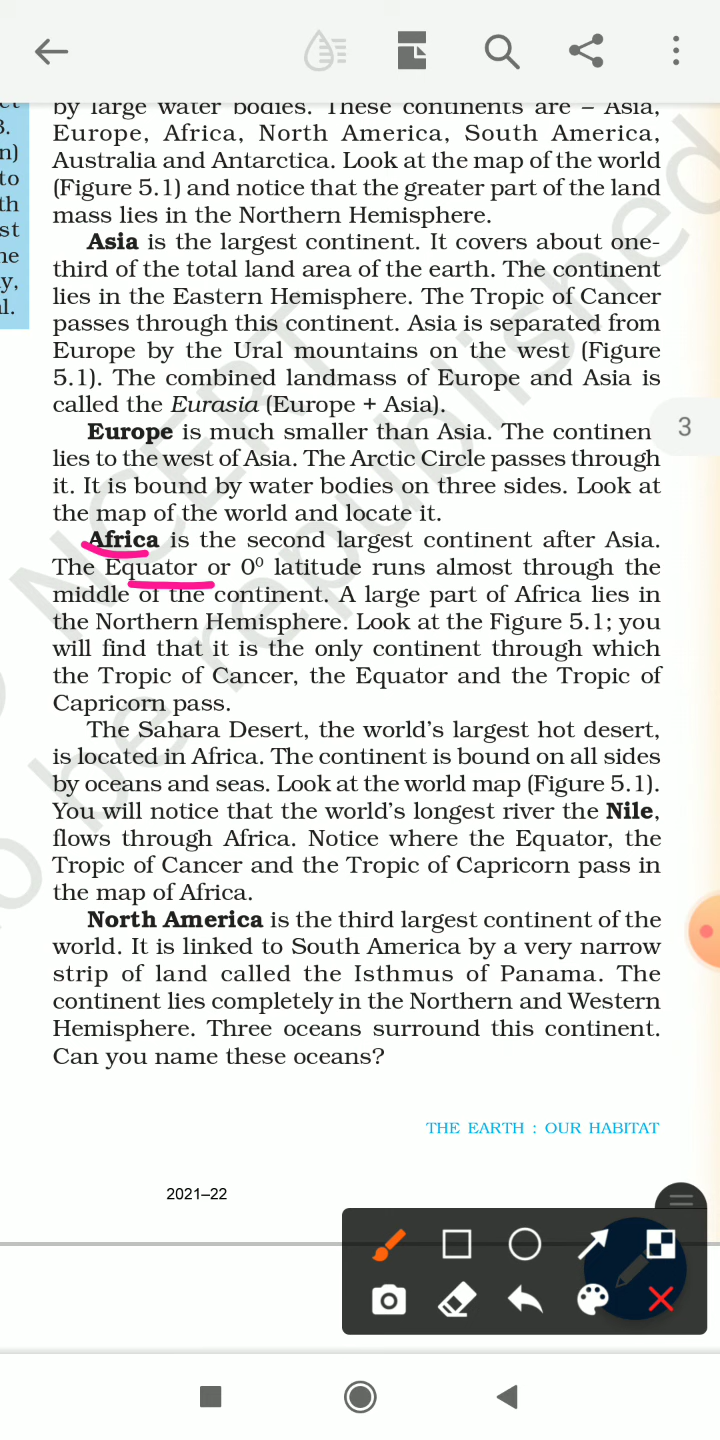 by large water bodies. These continents are – Asia,
Europe, Africa, North America, South America,
Australia and Antarctica. Look at the map of the world
(Figure 5.1) and notice that the greater part of the land
mass lies in the Northern Hemisphere.
Asia is the largest continent. It covers about one-
third of the total land area of the earth. The continent
lies in the Eastern Hemisphere. The Tropic of Cancer
passes through this continent. Asia is separated from
Europe by the Ural mountains on the west (Figure
5.1). The combined landmass of Europe and Asia is
called the Eurasia (Europe + Asia).
Europe is much smaller than Asia. The continen
lies to the west of Asia. The Arctic Circle passes through
it. It is bound by water bodies on three sides. Look at
the map of the world and locate it.
Africa is the second largest continent after Asia.
The Equator or 0⁰ latitude runs almost through the
middle of the continent. A large part of Africa lies in
the Northern Hemisphere. Look at the Figure 5.1; you
will find that it is the only continent through which
the Tropic of Cancer, the Equator and the Tropic of
Capricorn pass.
The Sahara Desert, the world's largest hot desert,
is located in Africa. The continent is bound on all sides
by oceans and seas. Look at the world map (Figure 5.1).
You will notice that the world's longest river the Nile,
flows through Africa. Notice where the Equator, the
Tropic of Cancer and the Tropic of Capricorn pass in
the map of Africa.
North America is the third largest continent of the
world. It is linked to South America by a very narrow
strip of land called the Isthmus of Panama. The
continent lies completely in the Northern and Western
Hemisphere. Three oceans surround this continent.
Can you name these oceans?
THE EARTH : OUR HABITAT
2021–22
3
3.
n)
to
th
st
he
y,
al.
NCERT
be republished